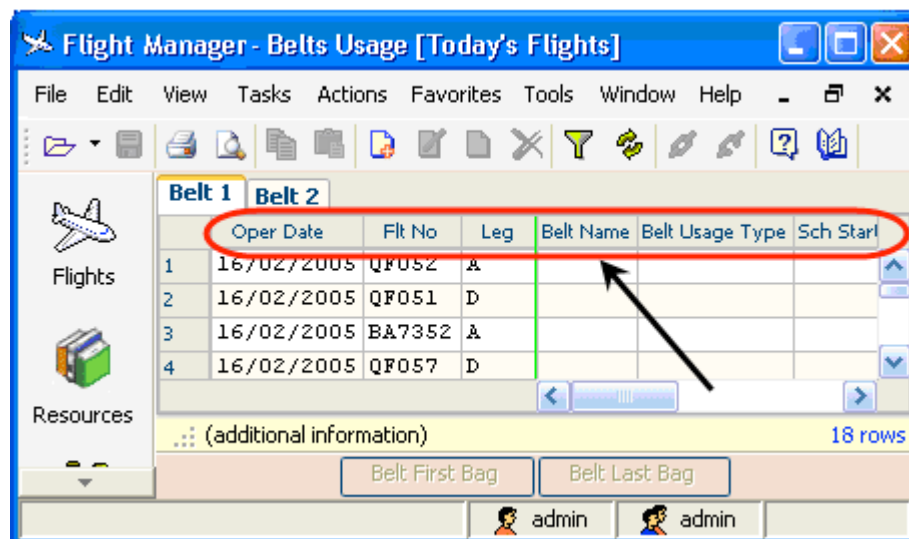 Flight Manager - Belts Usage [Today's Flights]
File Edit View Tasks Actions Favorites Tools Window Help
Belt 1 Belt 2
Oper Date Flt No Leg Belt Name Belt Usage Type Sch Start
1 16/02/2005 QF052 A
2 16/02/2005 QF051 D
3 16/02/2005 BA7352 A
4 16/02/2005 QF057 D
Flights
Resources
(additional information) 18 rows
Belt First Bag Belt Last Bag
admin admin